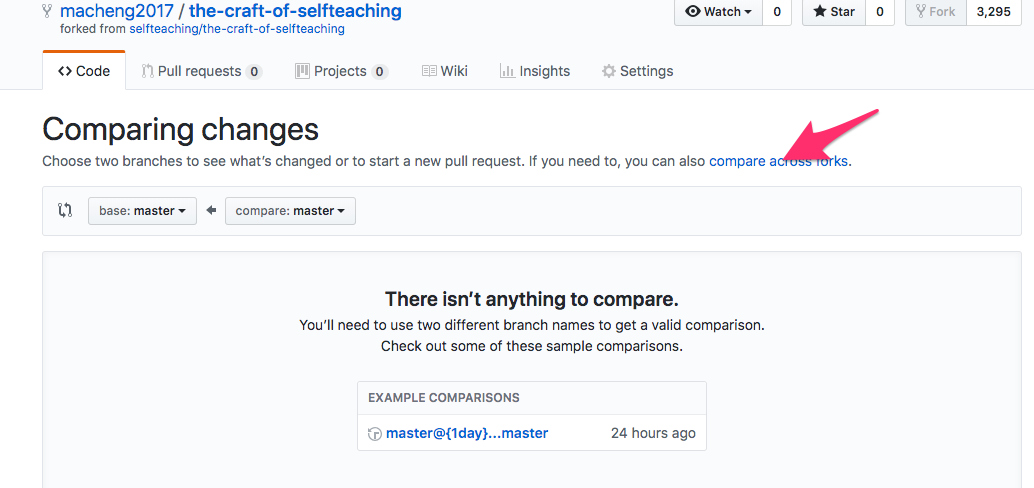 macheng2017 / the-craft-of-selfteaching
Watch 0 Star 0 Fork 3,295
forked from selfteaching/the-craft-of-selfteaching
Code Pull requests 0 Projects 0 Wiki Insights Settings
Comparing changes
Choose two branches to see what's changed or to start a new pull request. If you need to, you can also compare across forks.
base: master compare: master
There isn't anything to compare.
You'll need to use two different branch names to get a valid comparison.
Check out some of these sample comparisons.
EXAMPLE COMPARISONS
master@{1day}...master 24 hours ago